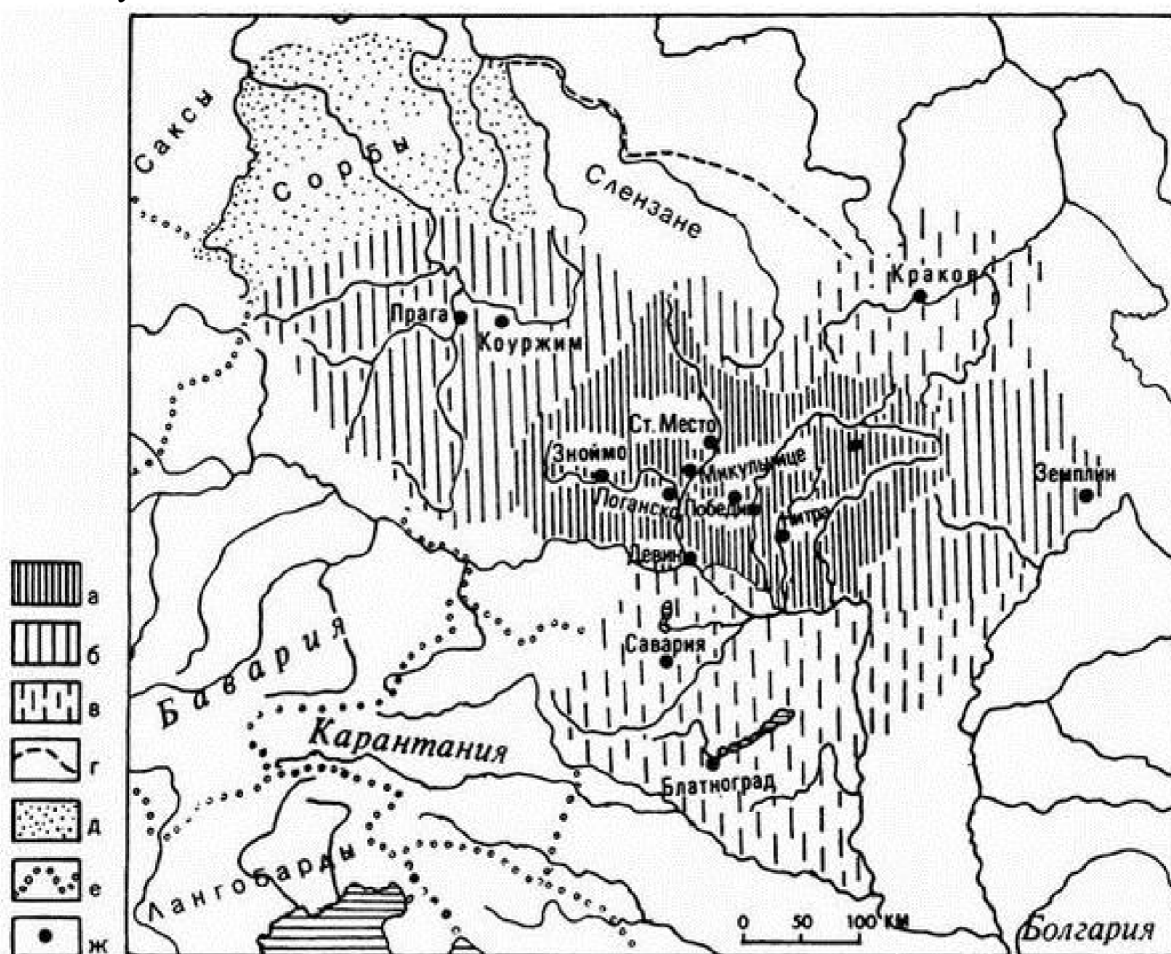 Саксы
Сорбы
Слензане
Краков
Прага
Коуржим
Ст. Место
Зноймо
Микульчице
Земплин
Поганско
Победим
Нитра
Девин
а
б
Савария
Бавария
в
г
Карантания
Блатноград
д
е
Лангобарды
0 50 100 км
Болгария
ж